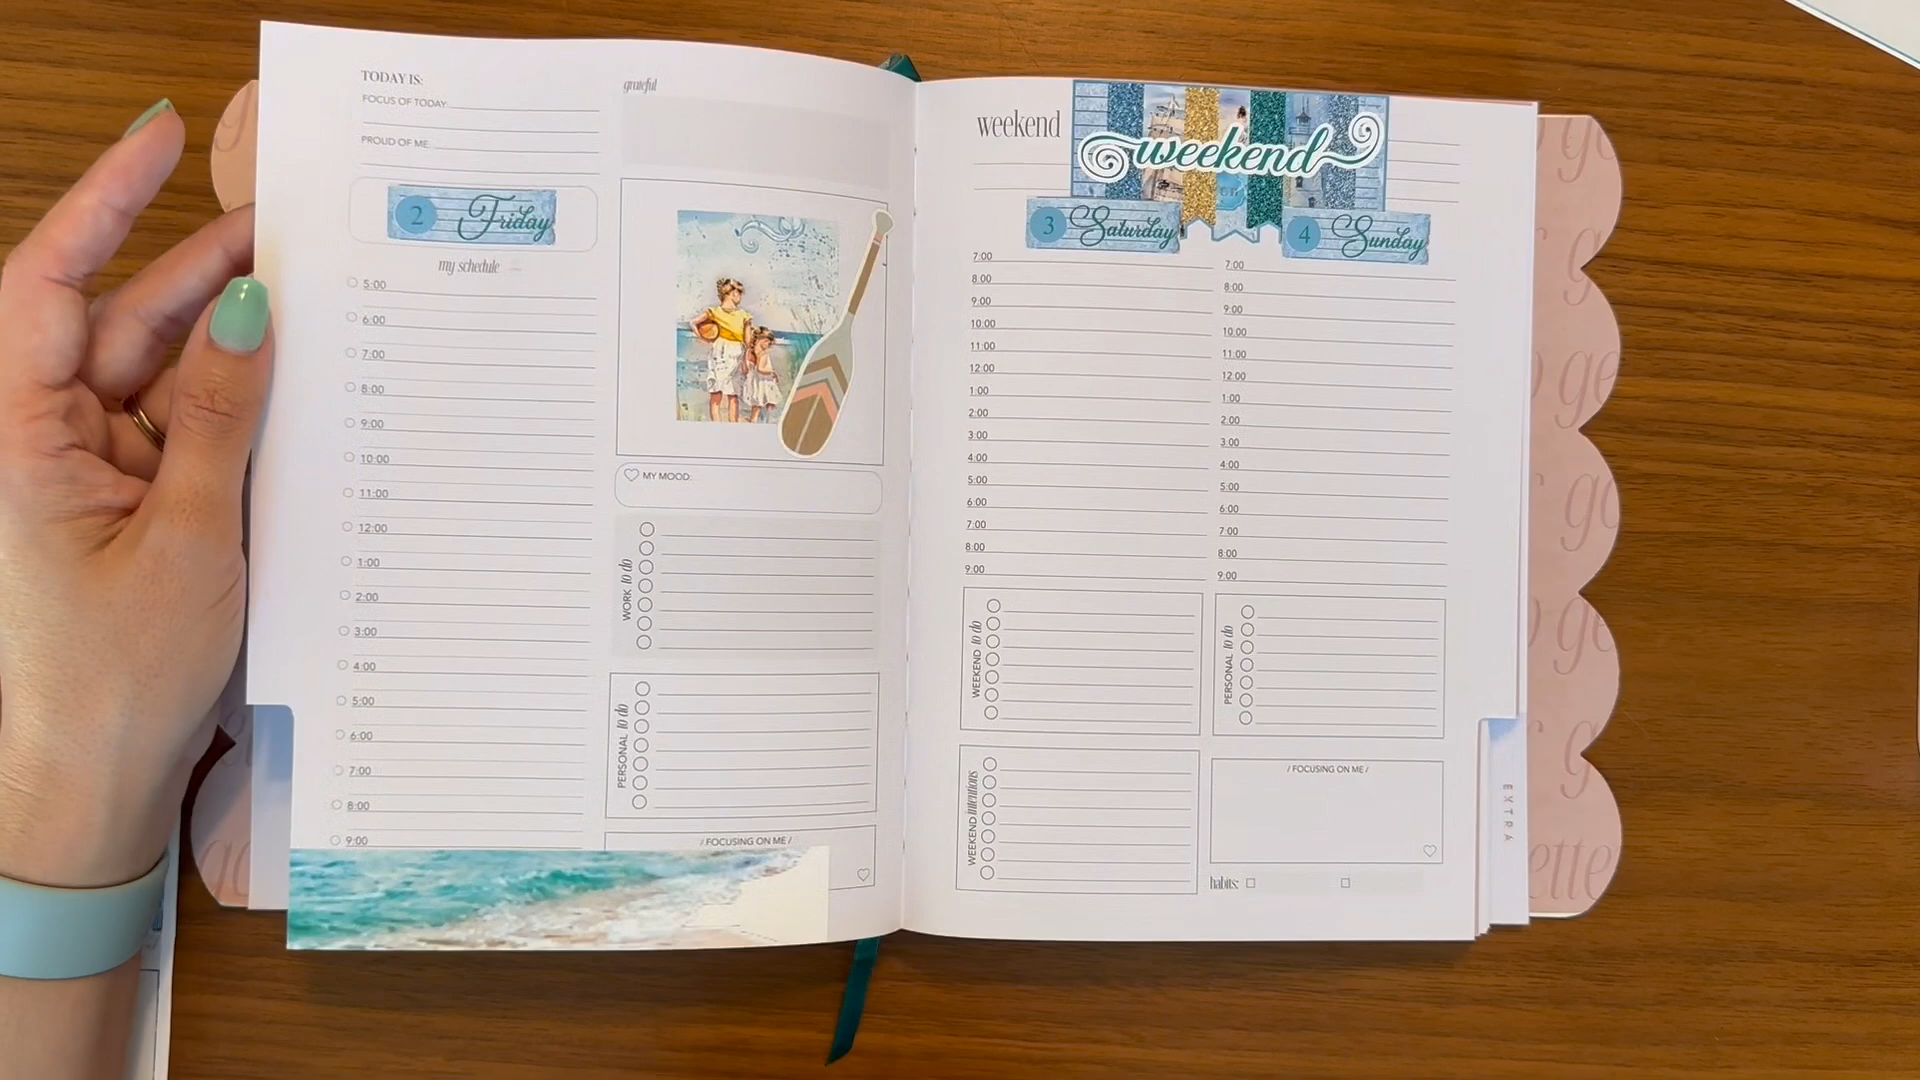 TODAY IS:
FOCUS OF TODAY:
PROUD OF ME:
2 Friday
my schedule
5:00
6:00
7:00
8:00
9:00
10:00
11:00
12:00
1:00
2:00
3:00
4:00
5:00
6:00
7:00
8:00
9:00
grateful
MY MOOD:
WORK to do
PERSONAL to do
/ FOCUSING ON ME /
weekend
weekend
3 Saturday
7:00
8:00
9:00
10:00
11:00
12:00
1:00
2:00
3:00
4:00
5:00
6:00
7:00
8:00
9:00
4 Sunday
7:00
8:00
9:00
10:00
11:00
12:00
1:00
2:00
3:00
4:00
5:00
6:00
7:00
8:00
9:00
WEEKEND to do
PERSONAL to do
WEEKEND intentions
/ FOCUSING ON ME /
habits:
EXTRA